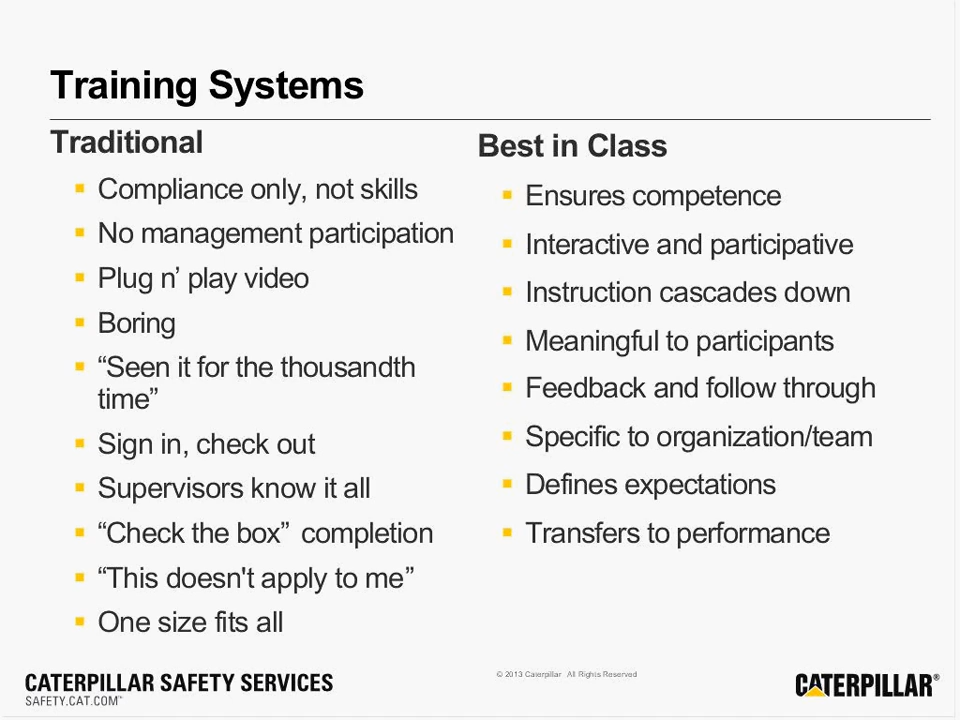 Training Systems
Traditional
▪ Compliance only, not skills
▪ No management participation
▪ Plug n’ play video
▪ Boring
▪ “Seen it for the thousandth
time”
▪ Sign in, check out
▪ Supervisors know it all
▪ “Check the box”  completion
▪ “This doesn't apply to me”
▪ One size fits all
Best in Class
▪ Ensures competence
▪ Interactive and participative
▪ Instruction cascades down
▪ Meaningful to participants
▪ Feedback and follow through
▪ Specific to organization/team
▪ Defines expectations
▪ Transfers to performance
CATERPILLAR SAFETY SERVICES
SAFETY.CAT.COM™
© 2013 Caterpillar All Rights Reserved
CATERPILLAR®